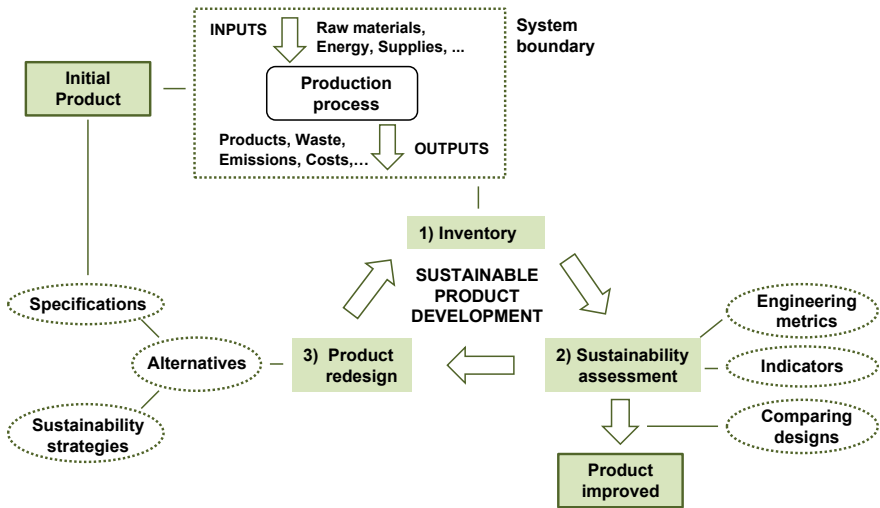 INPUTS
Raw materials,
Energy, Supplies, ...
System
boundary
Initial
Product
Production
process
Products, Waste,
Emissions, Costs,...
OUTPUTS
1) Inventory
SUSTAINABLE
PRODUCT
DEVELOPMENT
Specifications
Alternatives
Sustainability
strategies
3) Product
redesign
2) Sustainability
assessment
Engineering
metrics
Indicators
Comparing
designs
Product
improved